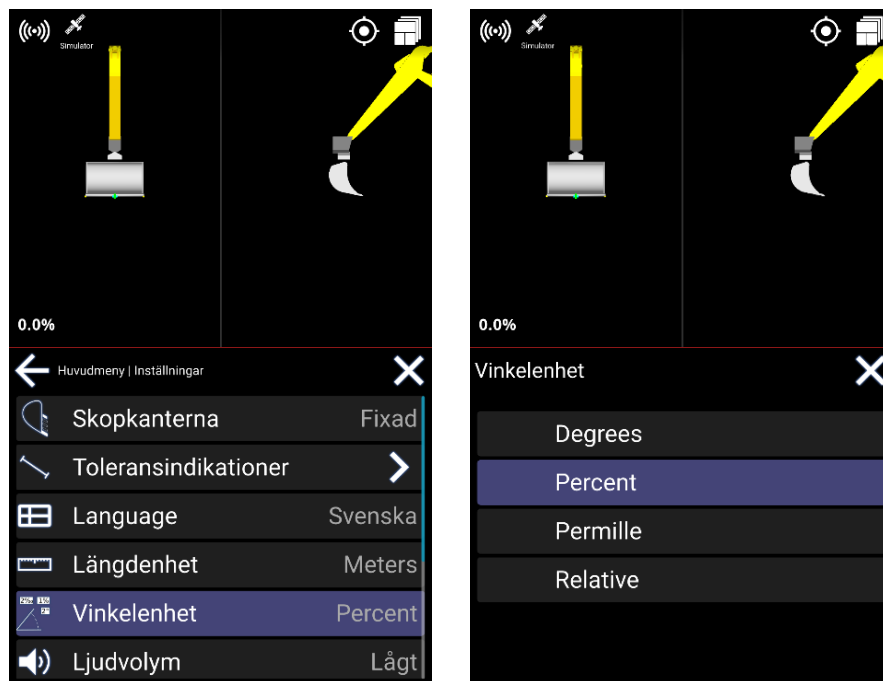 Simulator
0.0%
Huvudmeny | Inställningar
Skopkanterna Fixad
Toleransindikationer
Language Svenska
Längdenhet Meters
Vinkelenhet Percent
Ljudvolym Lågt
Simulator
0.0%
Vinkelenhet
Degrees
Percent
Permille
Relative